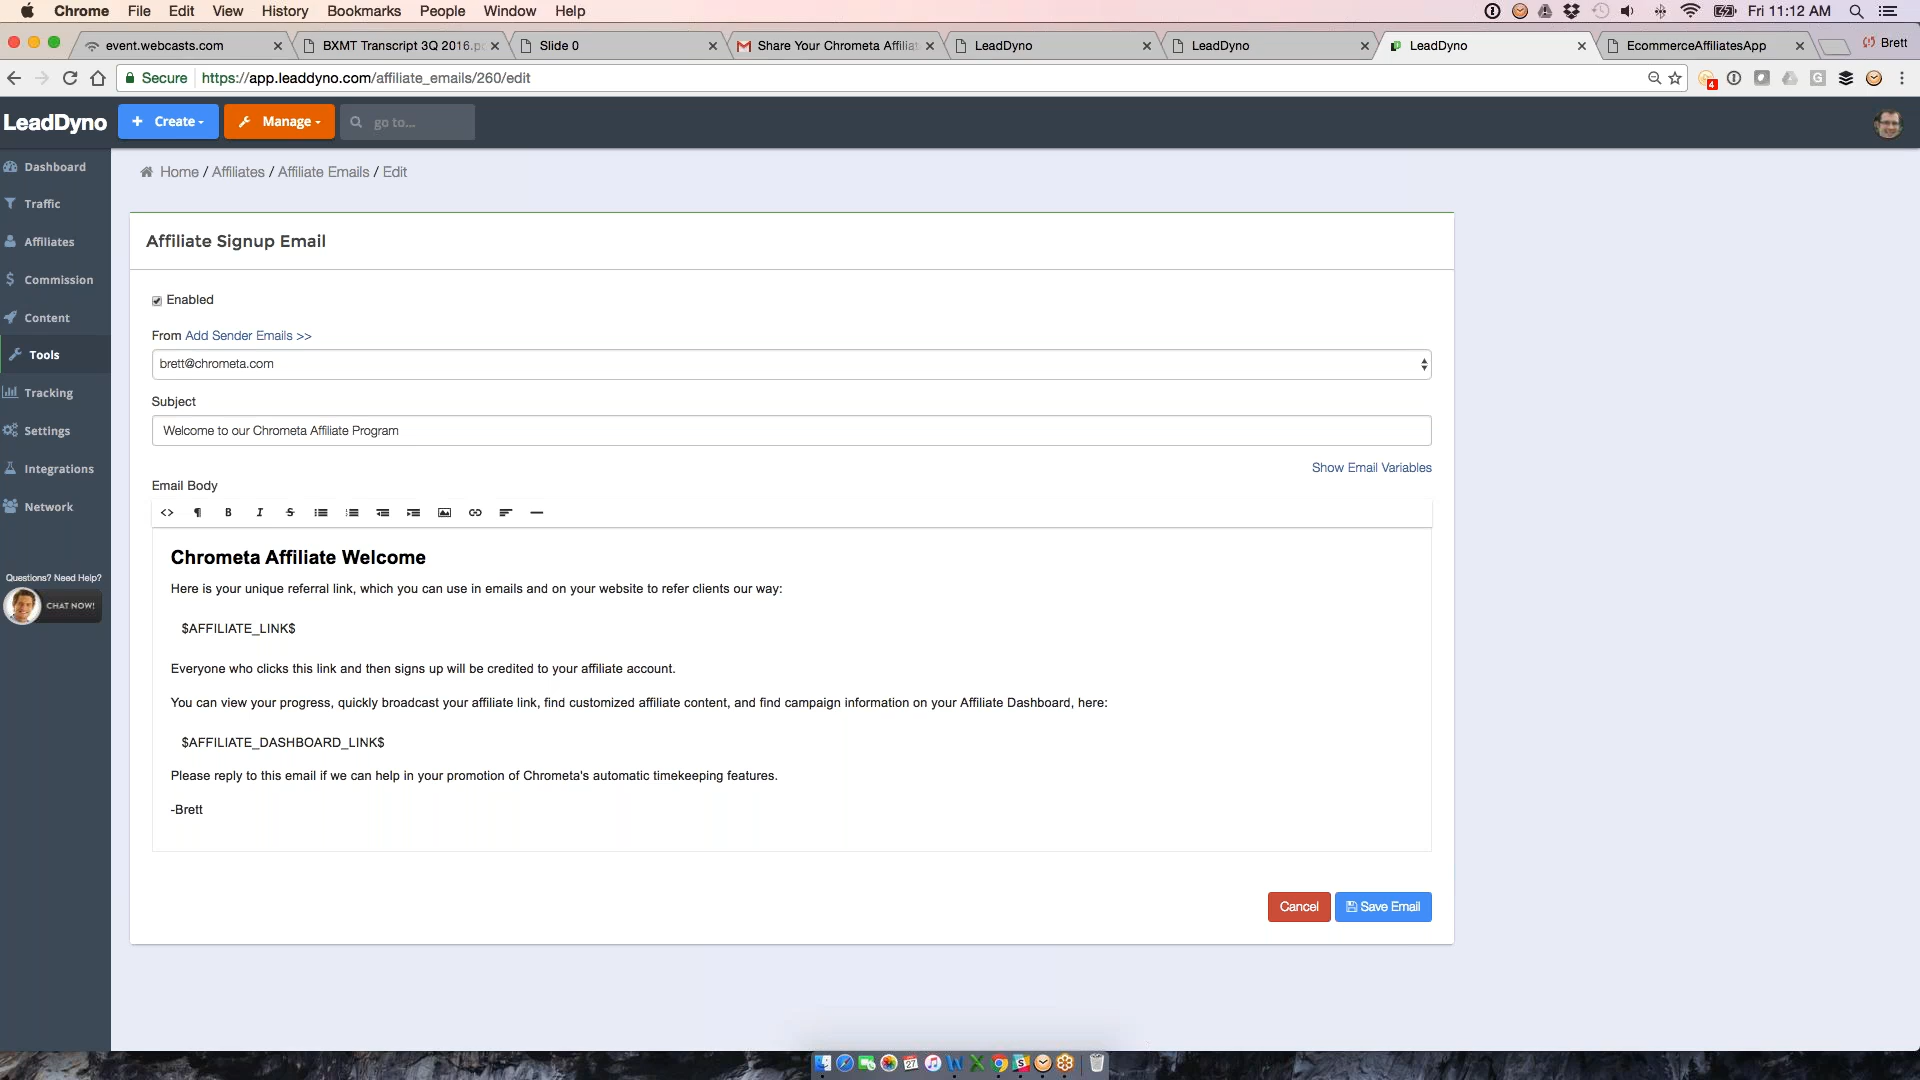 Chrome File Edit View History Bookmarks People Window Help Fri 11:12 AM
event.webcasts.com BXMT Transcript 3Q 2016.p Slide 0 Share Your Chrometa Affilia LeadDyno LeadDyno LeadDyno EcommerceAffiliatesApp Brett
Secure https://app.leaddyno.com/affiliate_emails/260/edit 4
LeadDyno + Create Manage go to...
Home / Affiliates / Affiliate Emails / Edit
Dashboard
Traffic
Affiliates
Commission
Content
Tools
Tracking
Settings
Integrations
Network
Questions? Need Help?
CHAT NOW!
Affiliate Signup Email
Enabled
From Add Sender Emails >>
brett@chrometa.com
Subject
Welcome to our Chrometa Affiliate Program
Show Email Variables
Email Body
<> ¶ B I S
Chrometa Affiliate Welcome
Here is your unique referral link, which you can use in emails and on your website to refer clients our way:
$AFFILIATE_LINK$
Everyone who clicks this link and then signs up will be credited to your affiliate account.
You can view your progress, quickly broadcast your affiliate link, find customized affiliate content, and find campaign information on your Affiliate Dashboard, here:
$AFFILIATE_DASHBOARD_LINK$
Please reply to this email if we can help in your promotion of Chrometa's automatic timekeeping features.
-Brett
Cancel Save Email